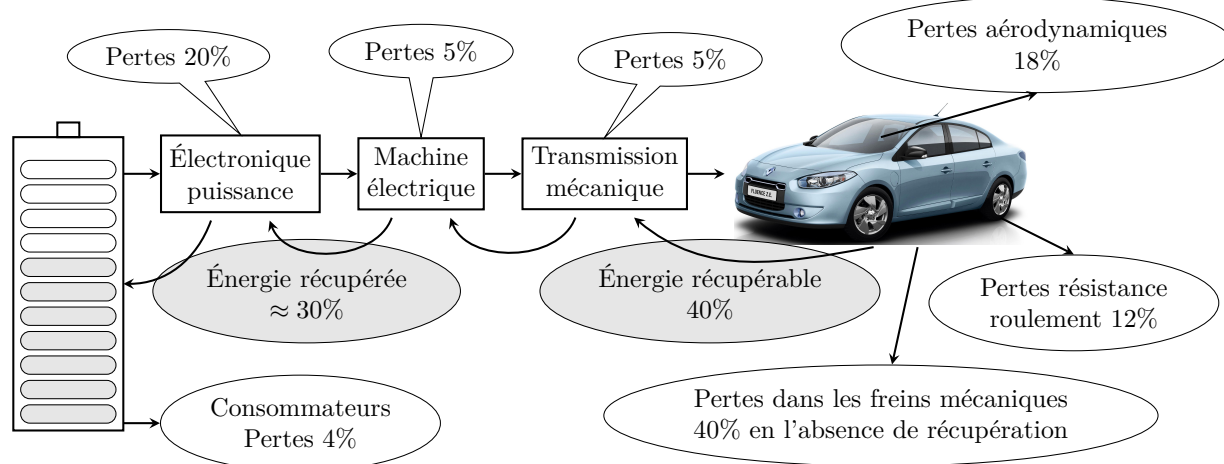 Pertes 20%
Pertes 5%
Pertes 5%
Pertes aérodynamiques
18%
Électronique
puissance
Machine
électrique
Transmission
mécanique
FLUENCE Z.E.
Énergie récupérée
≈ 30%
Énergie récupérable
40%
Pertes résistance
roulement 12%
Consommateurs
Pertes 4%
Pertes dans les freins mécaniques
40% en l'absence de récupération